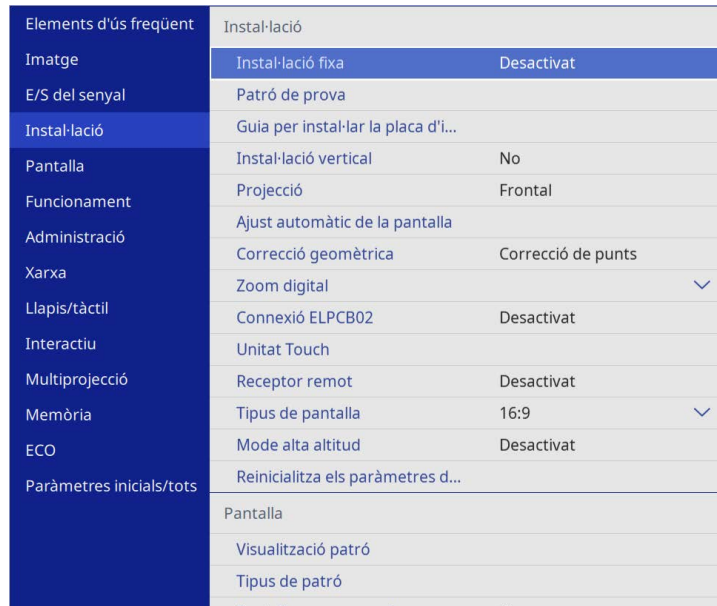 Elements d'ús freqüent
Imatge
E/S del senyal
Instal·lació
Pantalla
Funcionament
Administració
Xarxa
Llapis/tàctil
Interactiu
Multiprojecció
Memòria
ECO
Paràmetres inicials/tots
Instal·lació
Instal·lació fixa Desactivat
Patró de prova
Guia per instal·lar la placa d'i...
Instal·lació vertical No
Projecció Frontal
Ajust automàtic de la pantalla
Correcció geomètrica Correcció de punts
Zoom digital
Connexió ELPCB02 Desactivat
Unitat Touch
Receptor remot Desactivat
Tipus de pantalla 16:9
Mode alta altitud Desactivat
Reinicialitza els paràmetres d...
Pantalla
Visualització patró
Tipus de patró